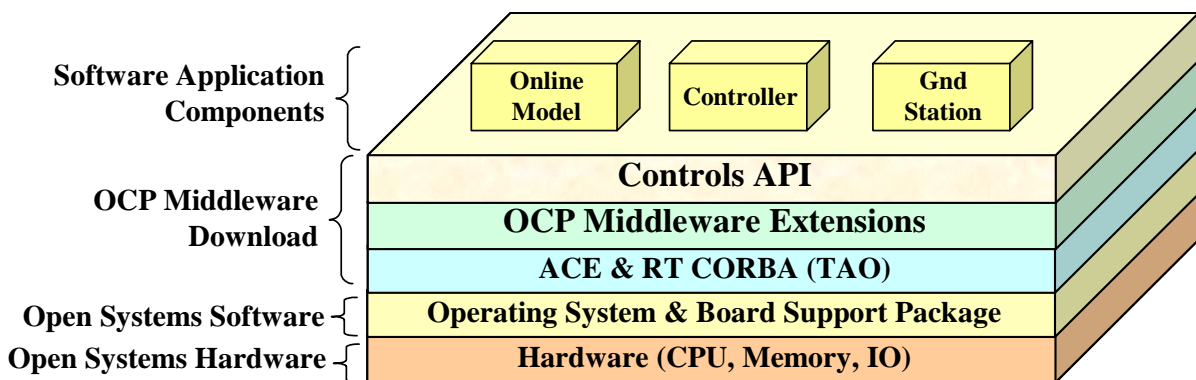 Software Application
Components
Online
Model
Controller
Gnd
Station
OCP Middleware
Download
Controls API
OCP Middleware Extensions
ACE & RT CORBA (TAO)
Open Systems Software
Operating System & Board Support Package
Open Systems Hardware
Hardware (CPU, Memory, IO)